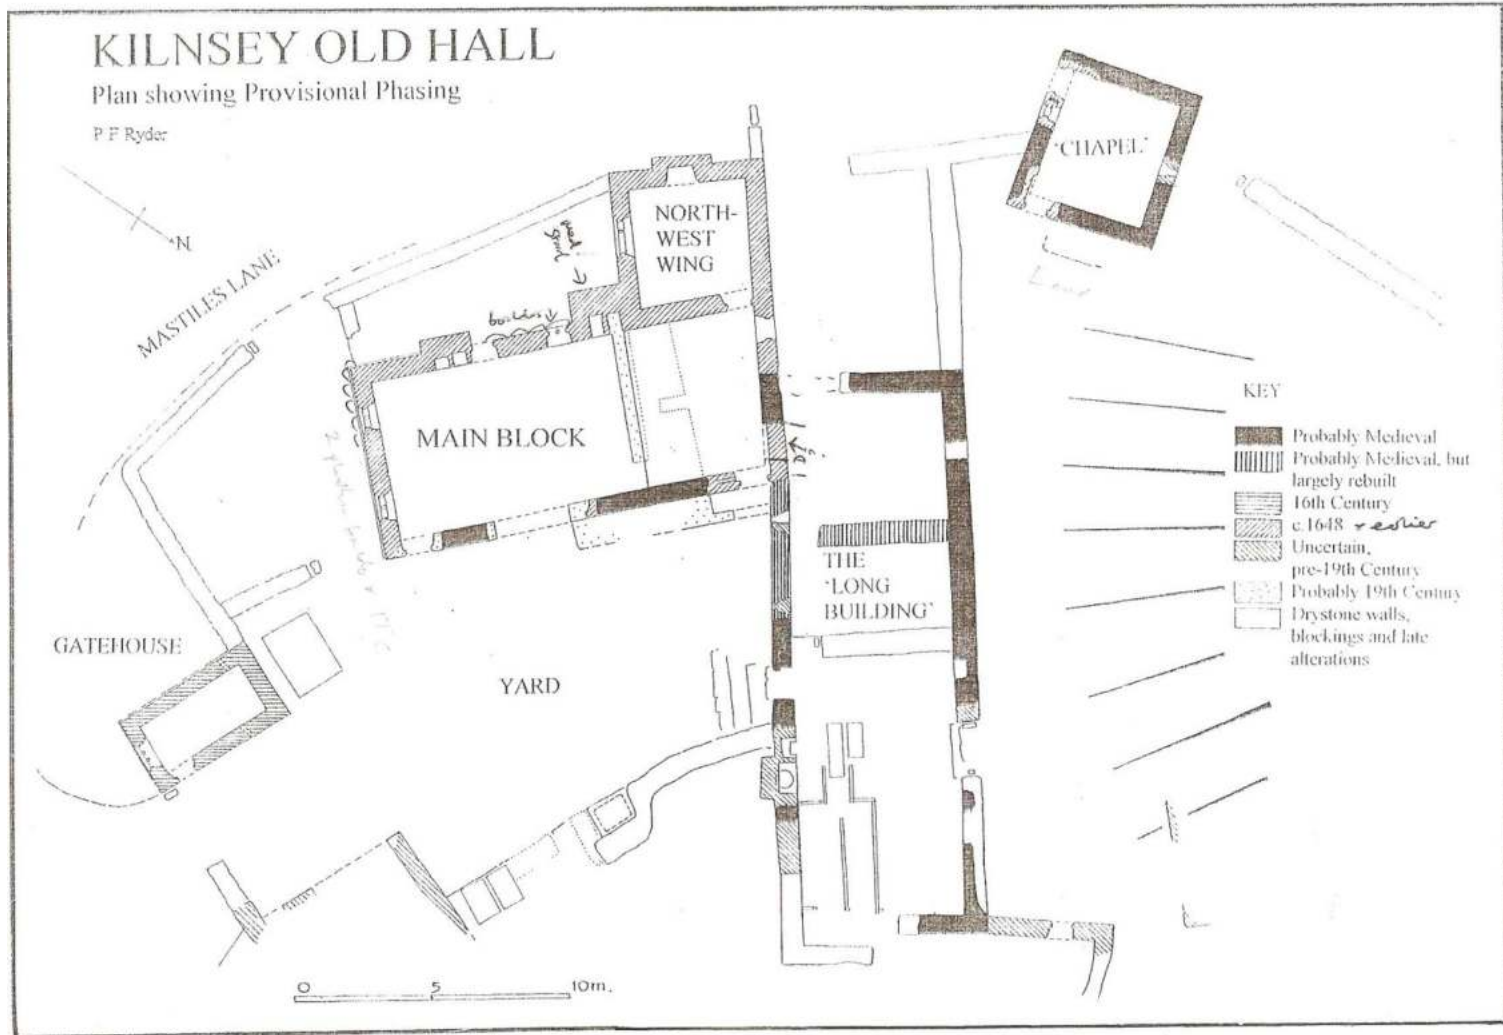 KILNSEY OLD HALL
Plan showing Provisional Phasing
P F Ryder
N
MASTILES LANE
NORTH-
WEST
WING
'CHAPEL'
MAIN BLOCK
THE
'LONG
BUILDING'
GATEHOUSE
YARD
KEY
Probably Medieval
Probably Medieval, but
largely rebuilt
16th Century
c.1648 + earlier
Uncertain,
pre-19th Century
Probably 19th Century
Drystone walls,
blockings and late
alterations
0 5 10m.